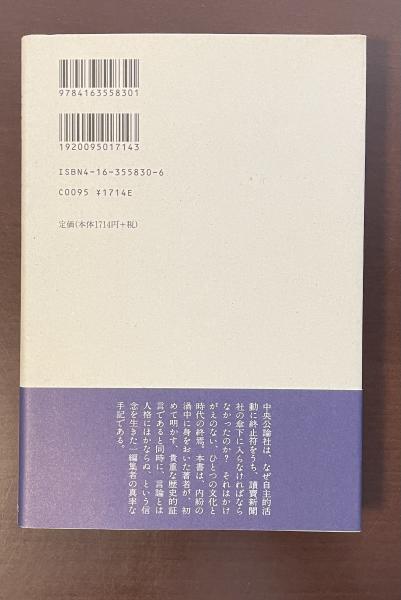 9784163558301
1920095017143
ISBN4-16-355830-6
C0095 ¥1714E
定価(本体1714円+税)
中央公論社は、なぜ自主的活
動に終止符をうち、讀賣新聞
社の傘下に入らなければなら
なかったのか? それはかけ
がえのない、ひとつの文化と
時代の終焉。本書は、内紛の
渦中に身をおいた著者が、初
めて明かす、貴重な歴史的証
言であると同時に、言論とは
人格にほかならぬ、という信
念を生きた一編集者の真率な
手記である。